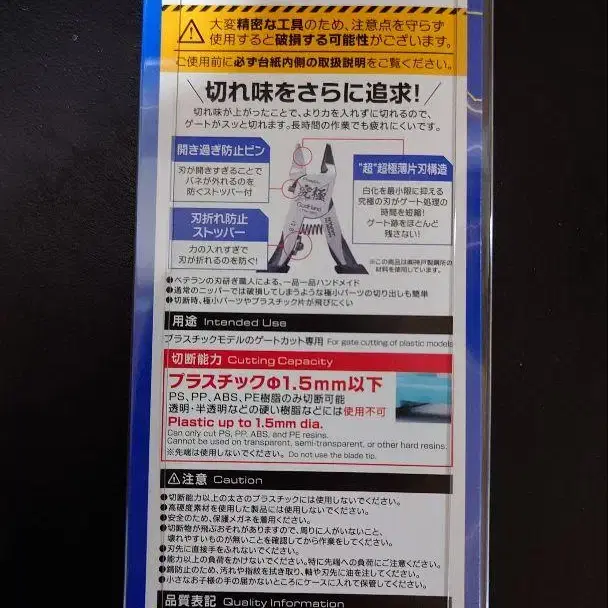 大変精密な工具のため、注意点を守らず
使用すると破損する可能性がございます。
ご使用前に必ず台紙内側の取扱説明をご覧ください。
切れ味をさらに追求!
切れ味が上がったことで、より力を入れずに切れるので、
ゲートがスッと切れます。長時間の作業でも疲れにくいです。
開き過ぎ防止ピン
刃が開きすぎることで
バネが外れるのを
防ぐストッパー付
刃折れ防止
ストッパー
力の入れすぎで
刃が折れるのを防ぐ!
究極
"超"超極薄片刃構造
白化を最小限に抑える
究極の刃がゲート処理の
時間を短縮!
ゲート跡をほとんど
残さない!
※この商品は㈱神戸製鋼所の
材料を使用しています。
●ベテランの刃研ぎ職人による、一品一品ハンドメイド
●通常のニッパーでは破損してしまうような極小パーツの切り出しも簡単
●切断時、極小パーツやプラスチック片が飛びにくい
用途 Intended Use
プラスチックモデルのゲートカット専用 For gate cutting of plastic models
切断能力 Cutting Capacity
プラスチックΦ1.5mm以下
PS、PP、ABS、PE樹脂のみ切断可能
透明・半透明などの硬い樹脂などには使用不可
Plastic up to 1.5mm dia.
Can only cut PS, PP, ABS, and PE resins.
Cannot be used on transparent, semi-transparent, or other hard resins.
※先端は使用しないでください。 Do not use the blade tip.
⚠注意 Caution
●切断能力以上の太さのプラスチックには使用しないでください。
●高硬度素材を使用した製品には使用しないでください。
●安全のため、保護メガネを着用ください。
●切断物が飛ぶおそれがありますので、周りに人がいないこと、
壊れやすいものが無いことを確認してから作業をしてください。
●刃先に直接手をふれないでください。
●能力以上の負荷をかけないでください。特に先端への負荷にご注意ください。
●錆防止のため、汚れや指紋を拭き取り、軸や刃先に油を注してください。
●小さなお子様の手の届かないところにケースに入れて保管してください。
品質表記 Quality Information